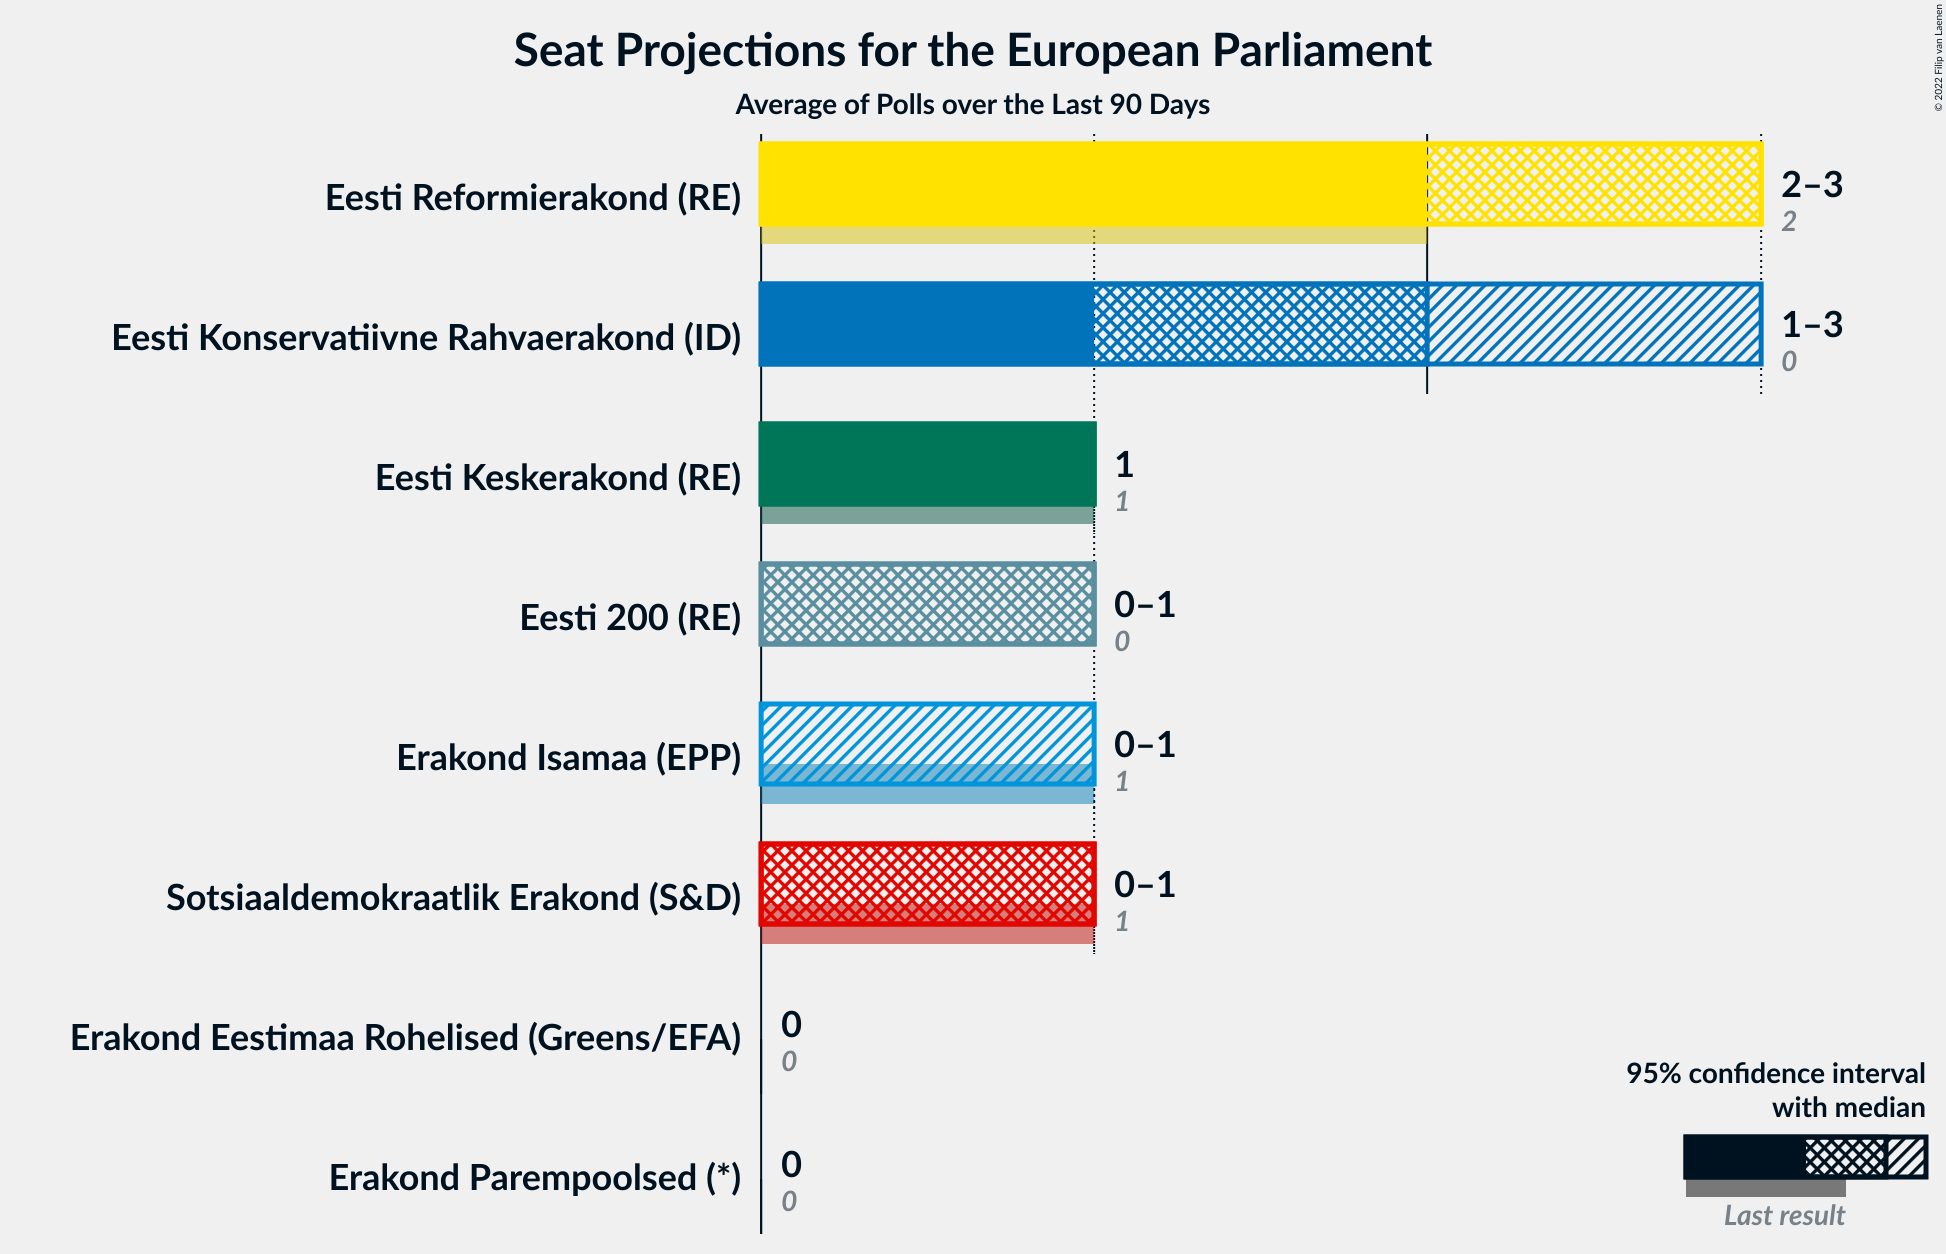 Seat Projections for the European Parliament
Average of Polls over the Last 90 Days
© 2022 Filip van Laenen
Eesti Reformierakond (RE)
2–3
2
Eesti Konservatiivne Rahvaerakond (ID)
1–3
0
Eesti Keskerakond (RE)
1
1
Eesti 200 (RE)
0–1
0
Erakond Isamaa (EPP)
0–1
1
Sotsiaaldemokraatlik Erakond (S&D)
0–1
1
Erakond Eestimaa Rohelised (Greens/EFA)
0
0
Erakond Parempoolsed (*)
0
0
95% confidence interval
with median
Last result